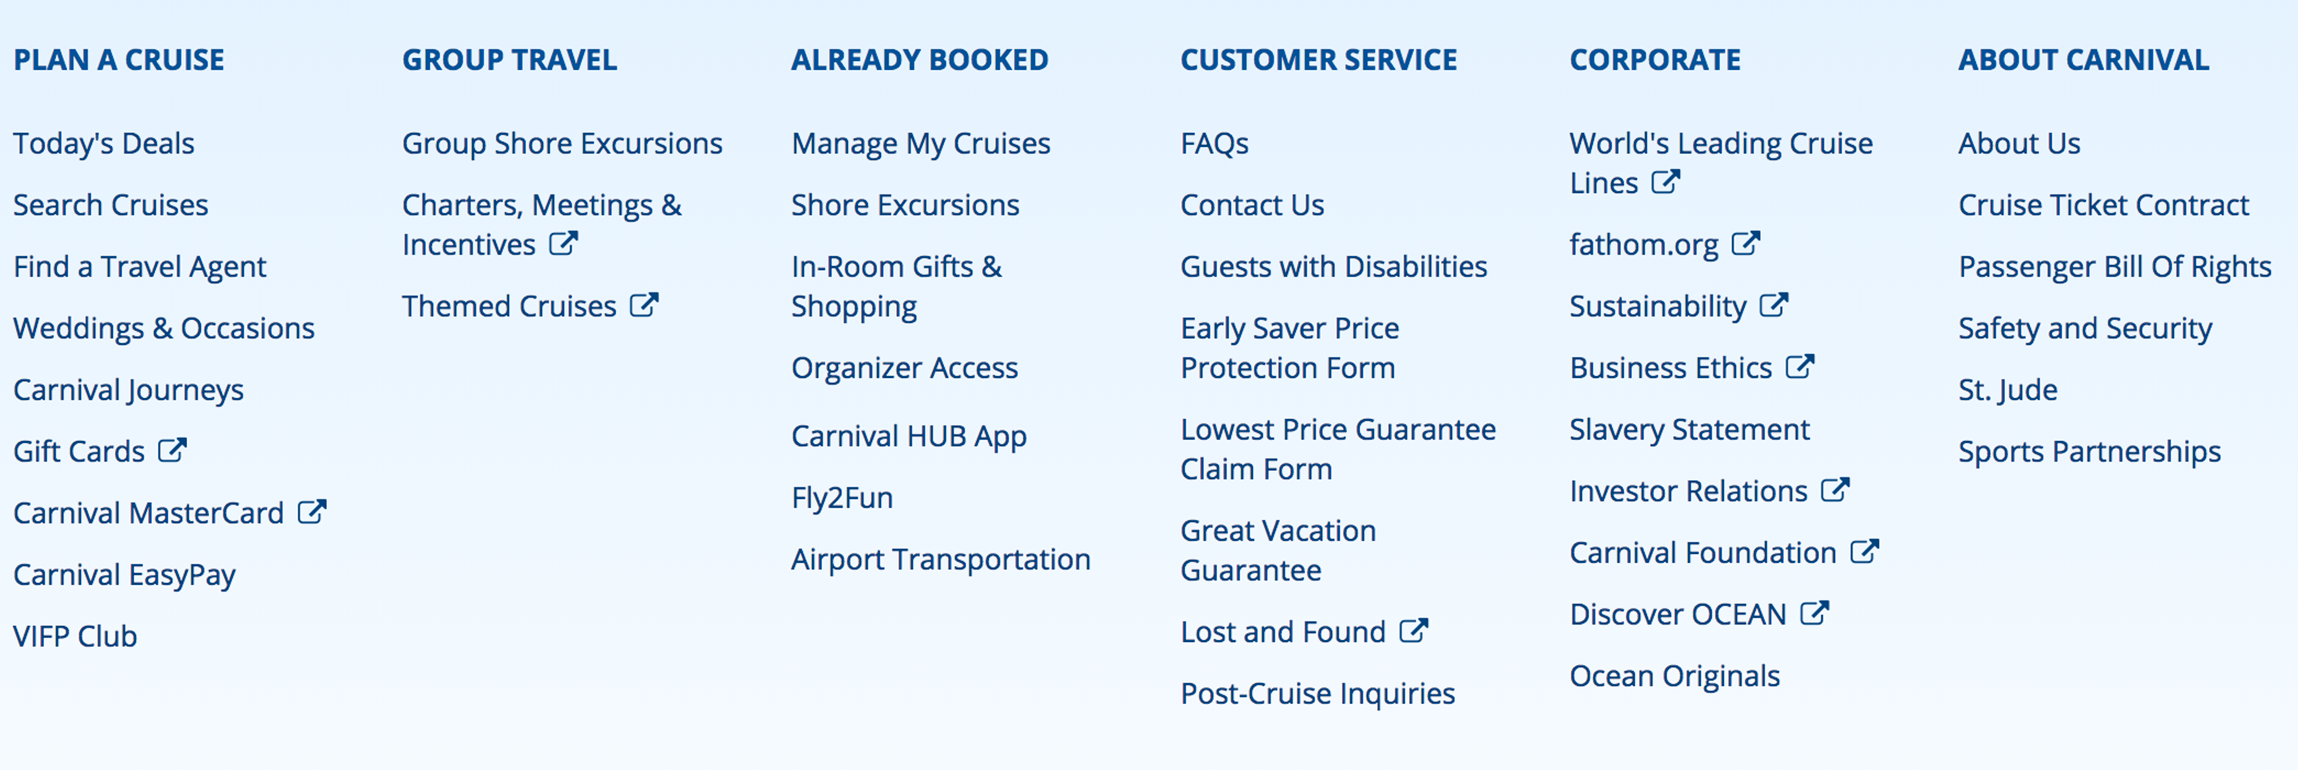 PLAN A CRUISE
Today's Deals
Search Cruises
Find a Travel Agent
Weddings & Occasions
Carnival Journeys
Gift Cards
Carnival MasterCard
Carnival EasyPay
VIFP Club
GROUP TRAVEL
Group Shore Excursions
Charters, Meetings &
Incentives
Themed Cruises
ALREADY BOOKED
Manage My Cruises
Shore Excursions
In-Room Gifts &
Shopping
Organizer Access
Carnival HUB App
Fly2Fun
Airport Transportation
CUSTOMER SERVICE
FAQs
Contact Us
Guests with Disabilities
Early Saver Price
Protection Form
Lowest Price Guarantee
Claim Form
Great Vacation
Guarantee
Lost and Found
Post-Cruise Inquiries
CORPORATE
World's Leading Cruise
Lines
fathom.org
Sustainability
Business Ethics
Slavery Statement
Investor Relations
Carnival Foundation
Discover OCEAN
Ocean Originals
ABOUT CARNIVAL
About Us
Cruise Ticket Contract
Passenger Bill Of Rights
Safety and Security
St. Jude
Sports Partnerships